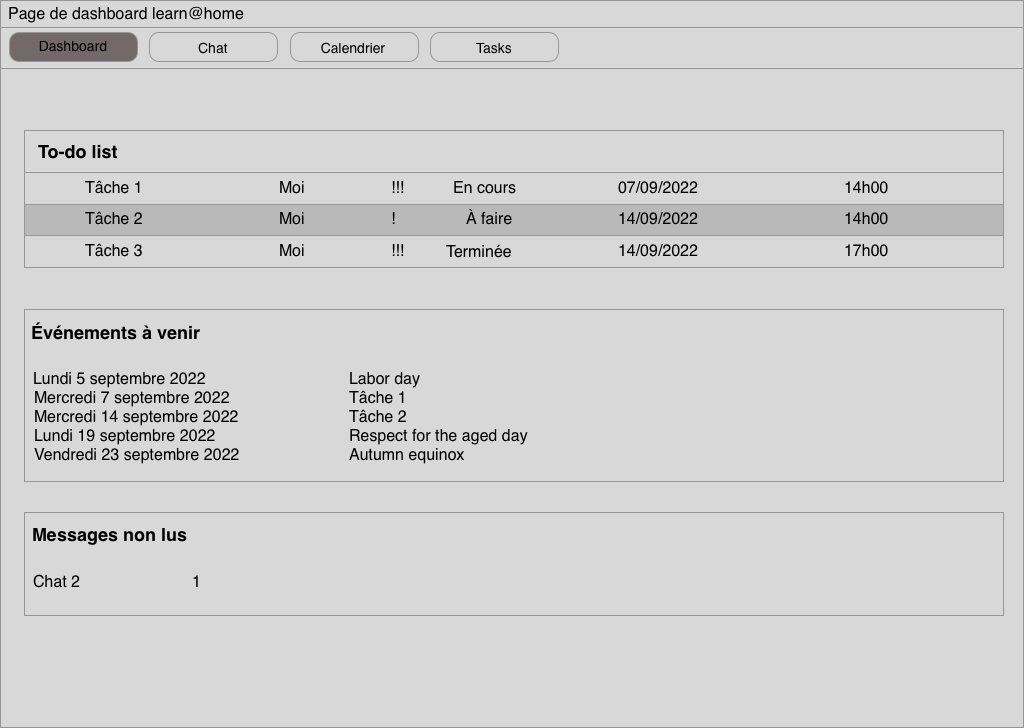 Page de dashboard learn@home
Dashboard Chat Calendrier Tasks
To-do list
Tâche 1 Moi !!! En cours 07/09/2022 14h00
Tâche 2 Moi ! À faire 14/09/2022 14h00
Tâche 3 Moi !!! Terminée 14/09/2022 17h00
Événements à venir
Lundi 5 septembre 2022 Labor day
Mercredi 7 septembre 2022 Tâche 1
Mercredi 14 septembre 2022 Tâche 2
Lundi 19 septembre 2022 Respect for the aged day
Vendredi 23 septembre 2022 Autumn equinox
Messages non lus
Chat 2 1